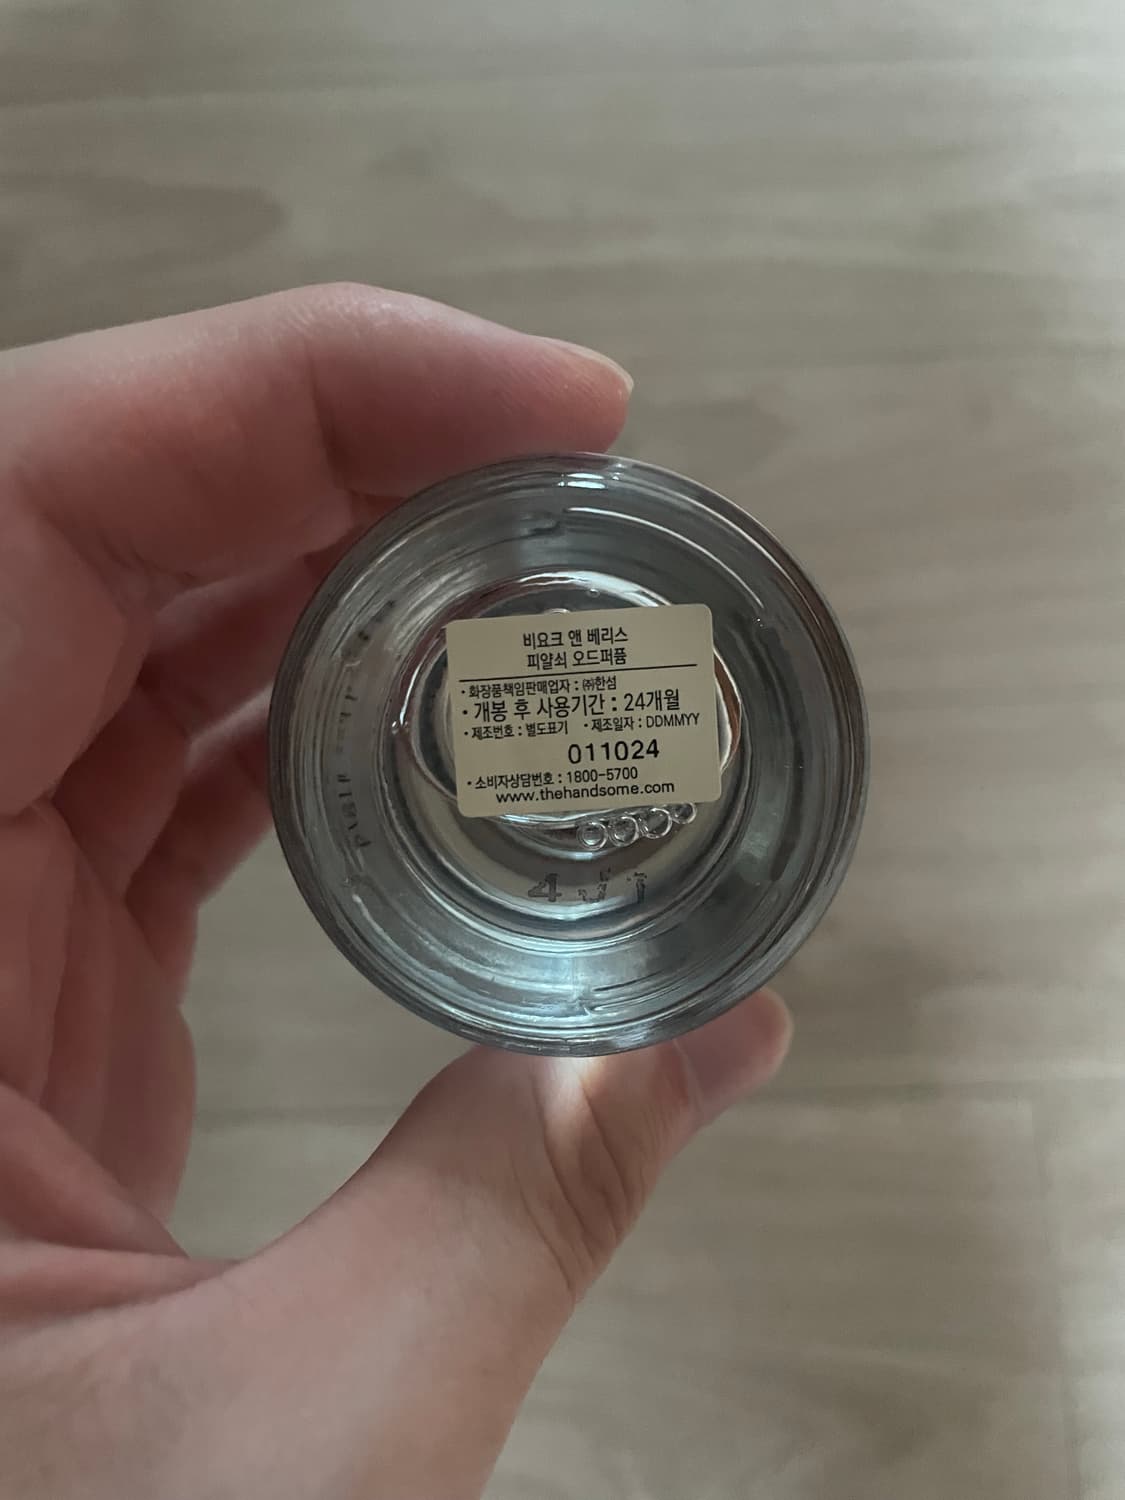 비요크 앤 베리스
피얄쇠 오드퍼퓸
• 화장품책임판매업자 : ㈜한섬
• 개봉 후 사용기간 : 24개월
• 제조번호 : 별도표기 • 제조일자 : DDMMYY
011024
• 소비자상담번호 : 1800-5700
www.thehandsome.com